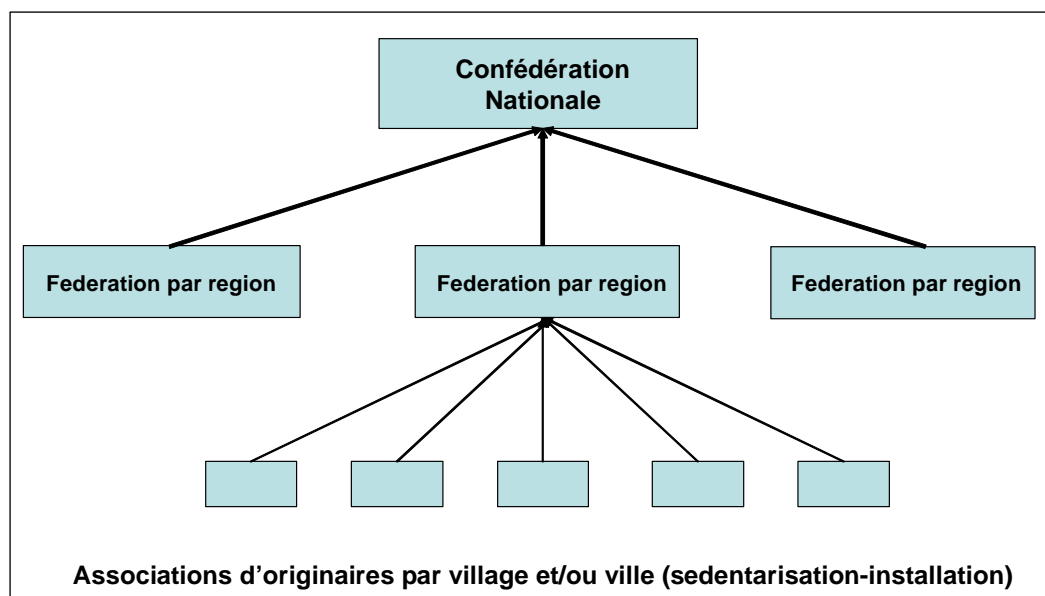 Confédération
Nationale
Federation par region
Federation par region
Federation par region
Associations d'originaires par village et/ou ville (sedentarisation-installation)